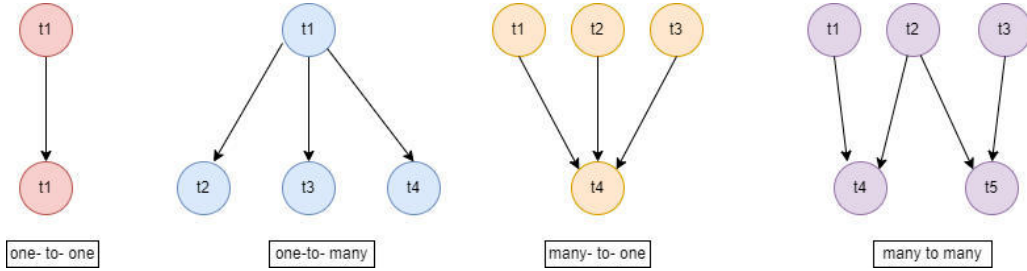 t1
t1
one- to- one
t1
t2
t3
t4
one-to- many
t1
t2
t3
t4
many- to- one
t1
t2
t3
t4
t5
many to many